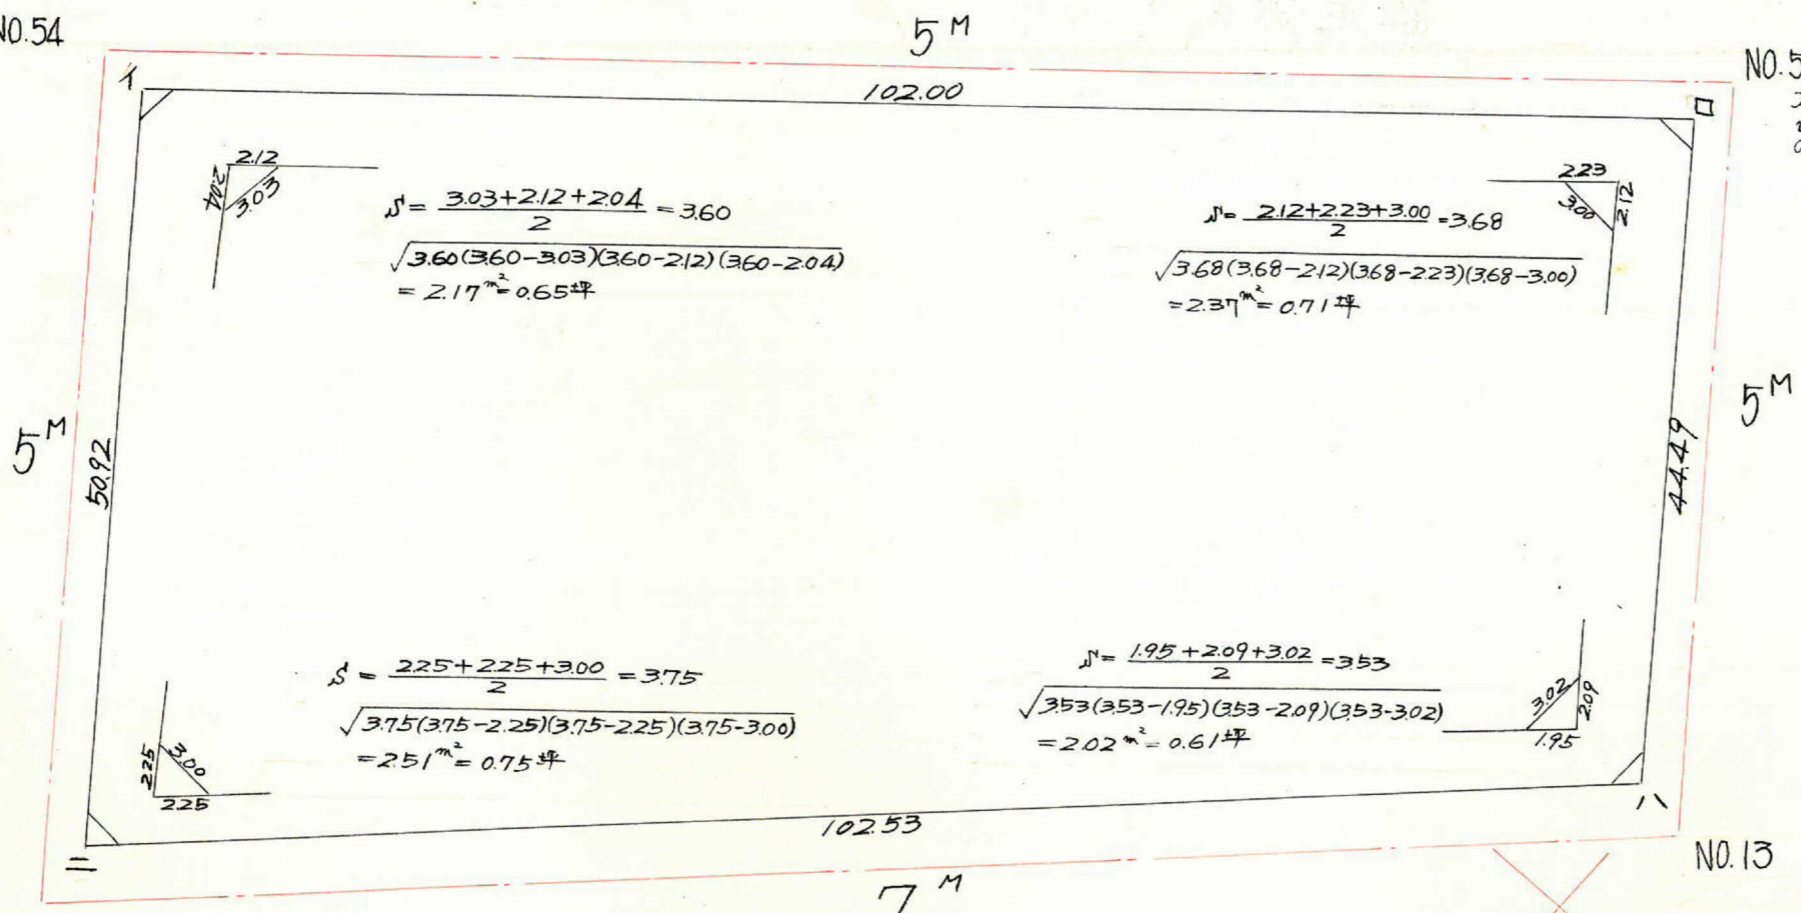 NO.54
5M
NO.5
イ
102.00
ロ
2.12
2.04
3.03
S= 3.03+2.12+2.04 / 2 =3.60
√3.60(3.60-3.03)(3.60-2.12)(3.60-2.04)
= 2.17m²= 0.65坪
2.23
3.00
2.12
S= 2.12+2.23+3.00 / 2 =3.68
√3.68(3.68-2.12)(3.68-2.23)(3.68-3.00)
=2.37m²= 0.71坪
5M
50.92
44.49
5M
S = 2.25+2.25+3.00 / 2 =3.75
√3.75(3.75-2.25)(3.75-2.25)(3.75-3.00)
=2.51m²= 0.75坪
2.25
3.00
2.25
S= 1.95+2.09+3.02 / 2 =3.53
√3.53(3.53-1.95)(3.53-2.09)(3.53-3.02)
=2.02m²= 0.61坪
3.02
2.09
1.95
ニ
102.53
ハ
7M
NO.13